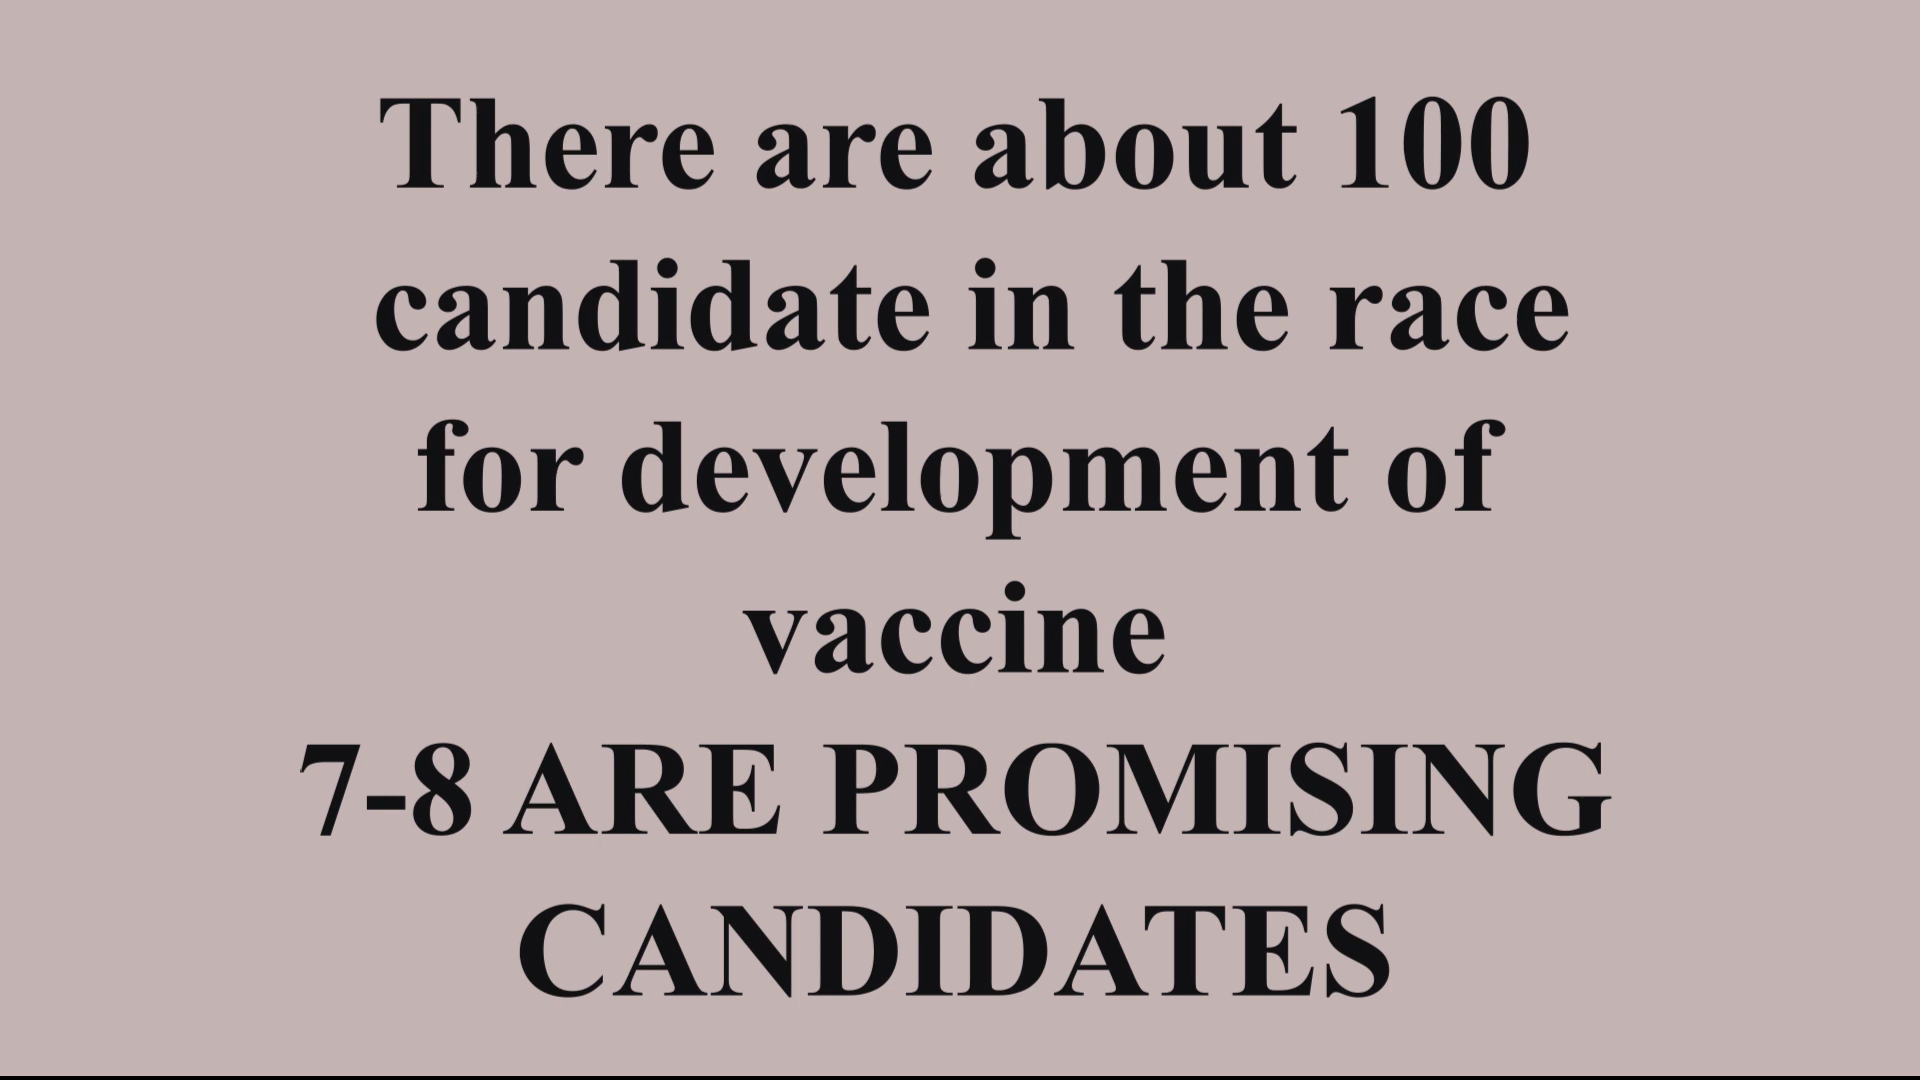 There are about 100
candidate in the race
for development of
vaccine
7-8 ARE PROMISING
CANDIDATES